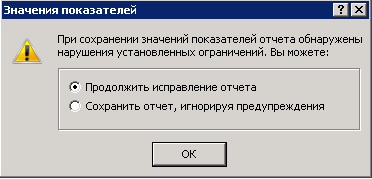 Значения показателей
При сохранении значений показателей отчета обнаружены
нарушения установленных ограничений. Вы можете:
Продолжить исправление отчета
Сохранить отчет, игнорируя предупреждения
OK